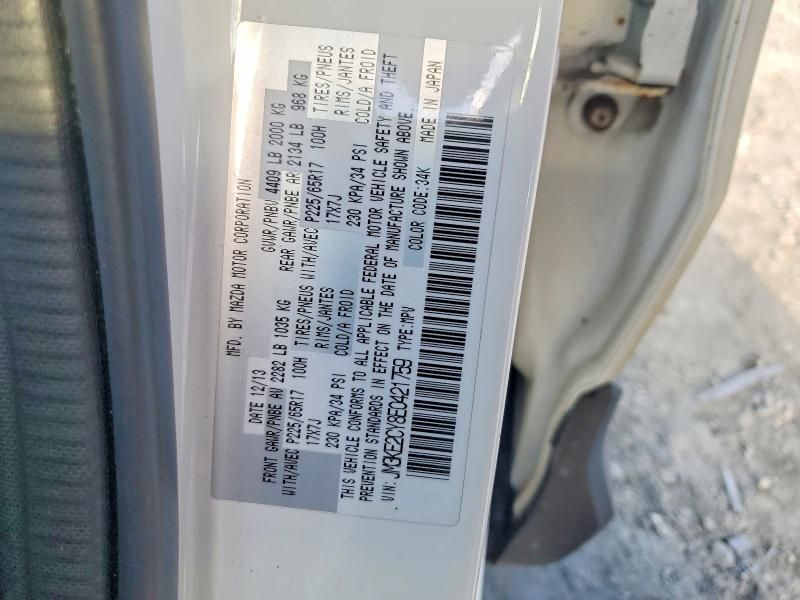 MFD. BY MAZDA MOTOR CORPORATION
DATE 12/13 GVWR/PNBV 4409 LB 2000 KG
FRONT GAWR/PNBE AV 2282 LB 1035 KG REAR GAWR/PNBE AR 2134 LB 968 KG
WITH/AVEC P225/65R17 100H TIRES/PNEUS WITH/AVEC P225/65R17 100H TIRES/PNEUS
17X7J RIMS/JANTES 17X7J RIMS/JANTES
230 KPA/34 PSI COLD/A FROID 230 KPA/34 PSI COLD/A FROID
THIS VEHICLE CONFORMS TO ALL APPLICABLE FEDERAL MOTOR VEHICLE SAFETY AND THEFT
PREVENTION STANDARDS IN EFFECT ON THE DATE OF MANUFACTURE SHOWN ABOVE.
VIN: JM3KE2CY8E0421759 TYPE:MPV COLOR CODE:34K MADE IN JAPAN